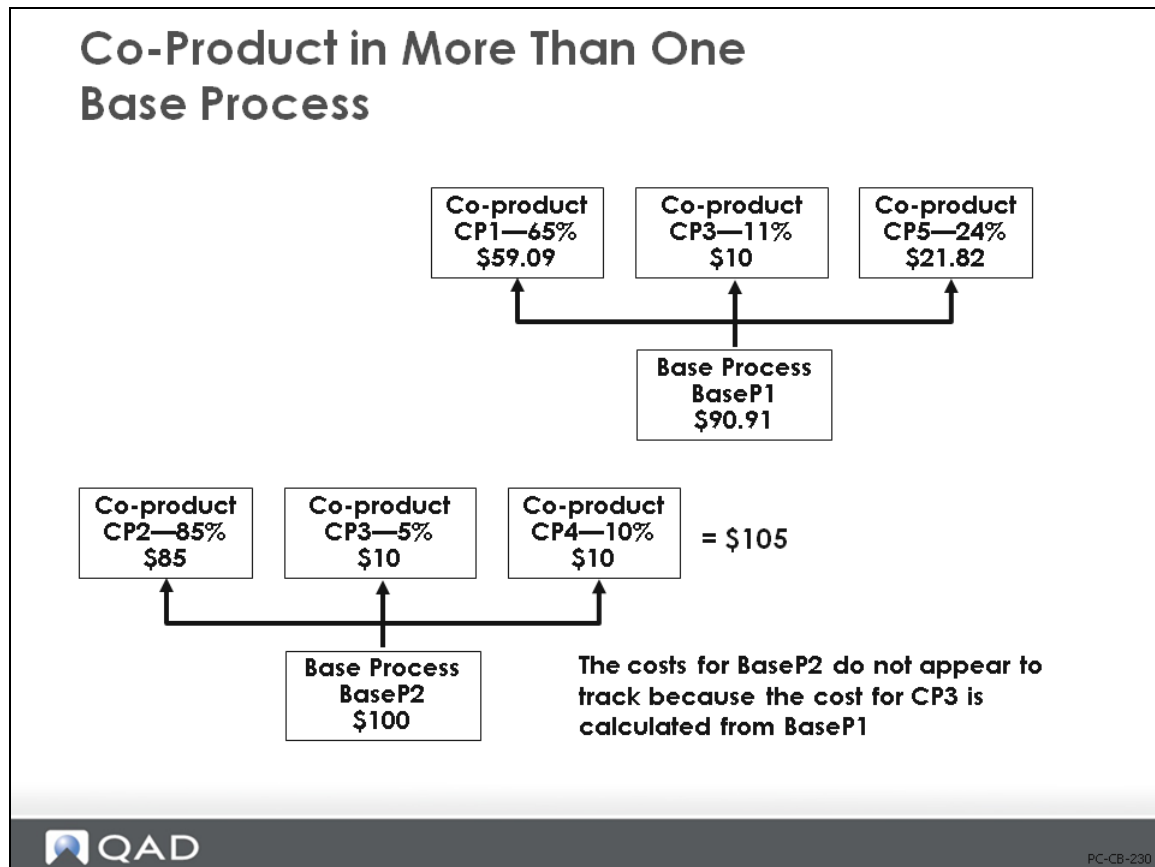 Co-Product in More Than One
Base Process
Co-product
CP1—65%
$59.09
Co-product
CP3—11%
$10
Co-product
CP5—24%
$21.82
Base Process
BaseP1
$90.91
Co-product
CP2—85%
$85
Co-product
CP3—5%
$10
Co-product
CP4—10%
$10
= $105
Base Process
BaseP2
$100
The costs for BaseP2 do not appear to
track because the cost for CP3 is
calculated from BaseP1
QAD
PC-CB-230